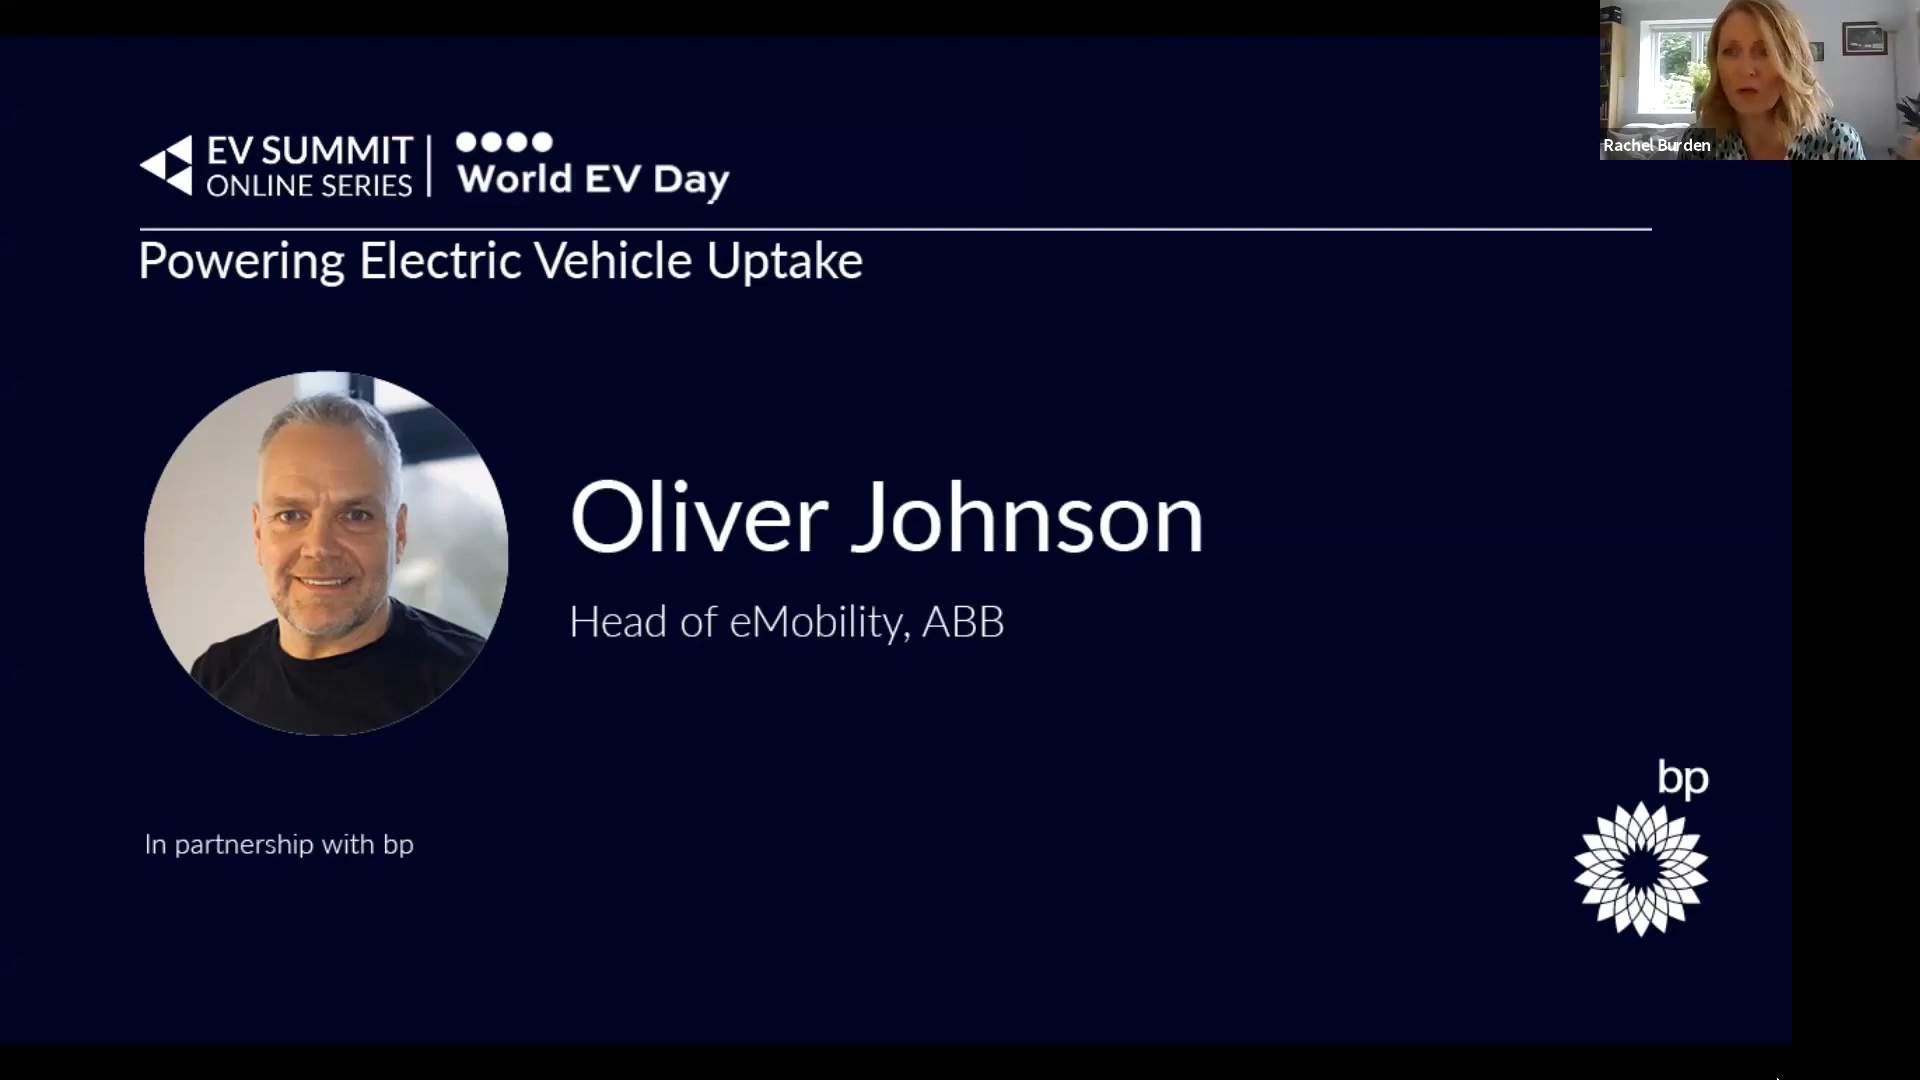 EV SUMMIT
ONLINE SERIES
World EV Day
Rachel Burden
Powering Electric Vehicle Uptake
Oliver Johnson
Head of eMobility, ABB
In partnership with bp
bp